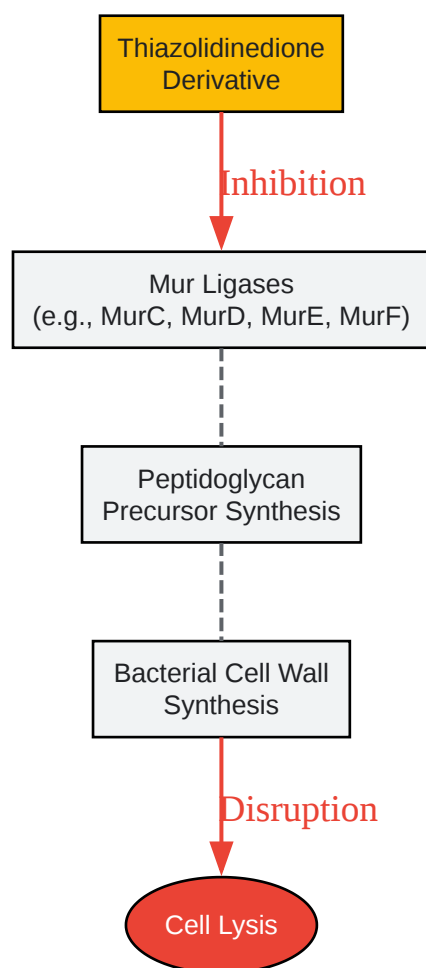 Thiazolidinedione
Derivative
Inhibition
Mur Ligases
(e.g., MurC, MurD, MurE, MurF)
Peptidoglycan
Precursor Synthesis
Bacterial Cell Wall
Synthesis
Disruption
Cell Lysis